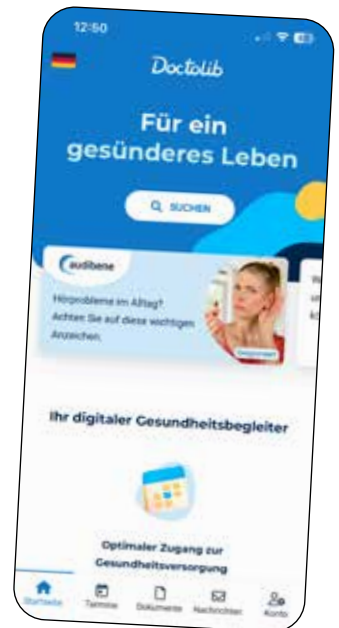 12:50
Doctolib
Für ein
gesünderes Leben
SUCHEN
audibene
Hörprobleme im Alltag?
Achten Sie auf diese wichtigen
Anzeichen.
Ihr digitaler Gesundheitsbegleiter
Optimaler Zugang zur
Gesundheitsversorgung
Startseite Termine Dokumente Nachrichten Konto